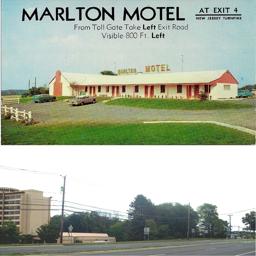 MARLTON MOTEL
AT EXIT 4
NEW JERSEY TURNPIKE
From Toll Gate Take Left Exit Road
Visible 800 Ft. Left
MARLTON MOTEL